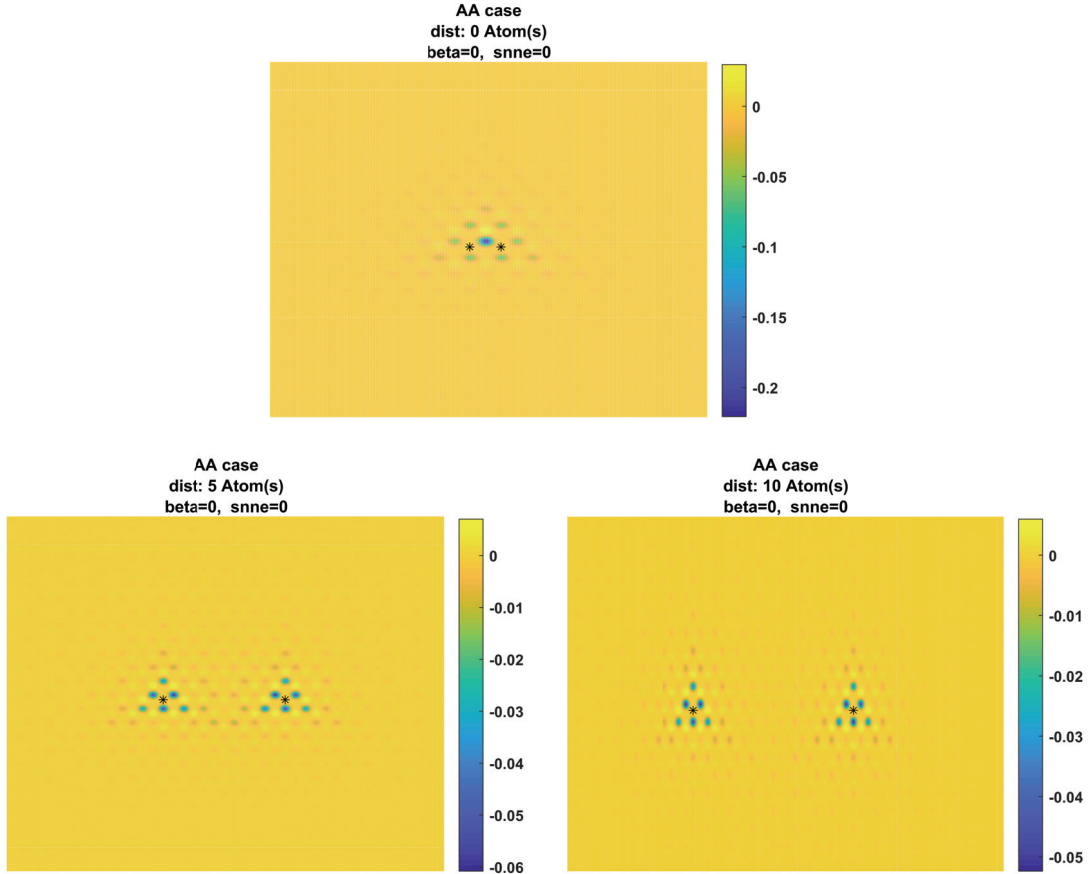 AA case
dist: 0 Atom(s)
beta=0, snne=0
0
-0.05
-0.1
-0.15
-0.2
AA case
dist: 5 Atom(s)
beta=0, snne=0
0
-0.01
-0.02
-0.03
-0.04
-0.05
-0.06
AA case
dist: 10 Atom(s)
beta=0, snne=0
0
-0.01
-0.02
-0.03
-0.04
-0.05